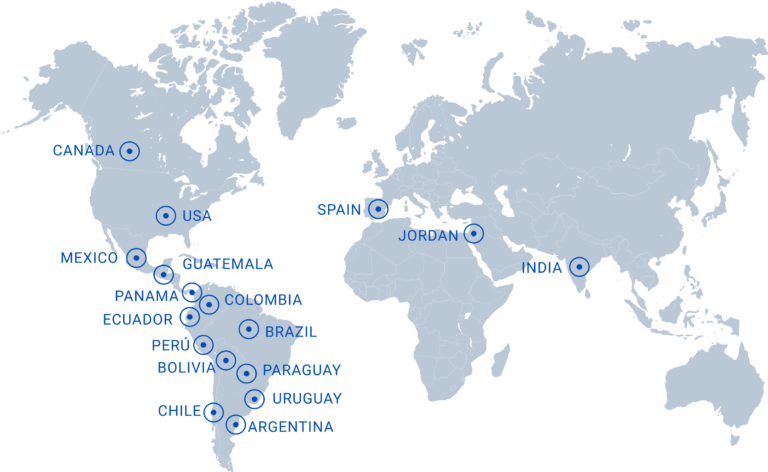 CANADA
USA
SPAIN
JORDAN
MEXICO
GUATEMALA
INDIA
PANAMA
COLOMBIA
ECUADOR
BRAZIL
PERÚ
BOLIVIA
PARAGUAY
URUGUAY
CHILE
ARGENTINA